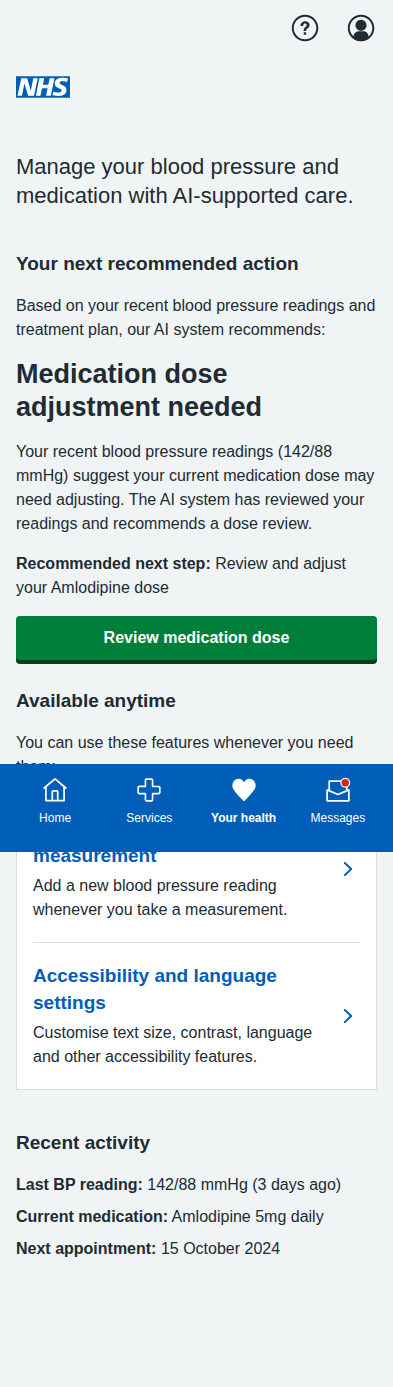 NHS
Manage your blood pressure and
medication with AI-supported care.
Your next recommended action
Based on your recent blood pressure readings and
treatment plan, our AI system recommends:
Medication dose
adjustment needed
Your recent blood pressure readings (142/88
mmHg) suggest your current medication dose may
need adjusting. The AI system has reviewed your
readings and recommends a dose review.
Recommended next step: Review and adjust
your Amlodipine dose
Review medication dose
Available anytime
You can use these features whenever you need
Home
Services
Your health
Messages
measurement
Add a new blood pressure reading
whenever you take a measurement.
Accessibility and language
settings
Customise text size, contrast, language
and other accessibility features.
Recent activity
Last BP reading: 142/88 mmHg (3 days ago)
Current medication: Amlodipine 5mg daily
Next appointment: 15 October 2024